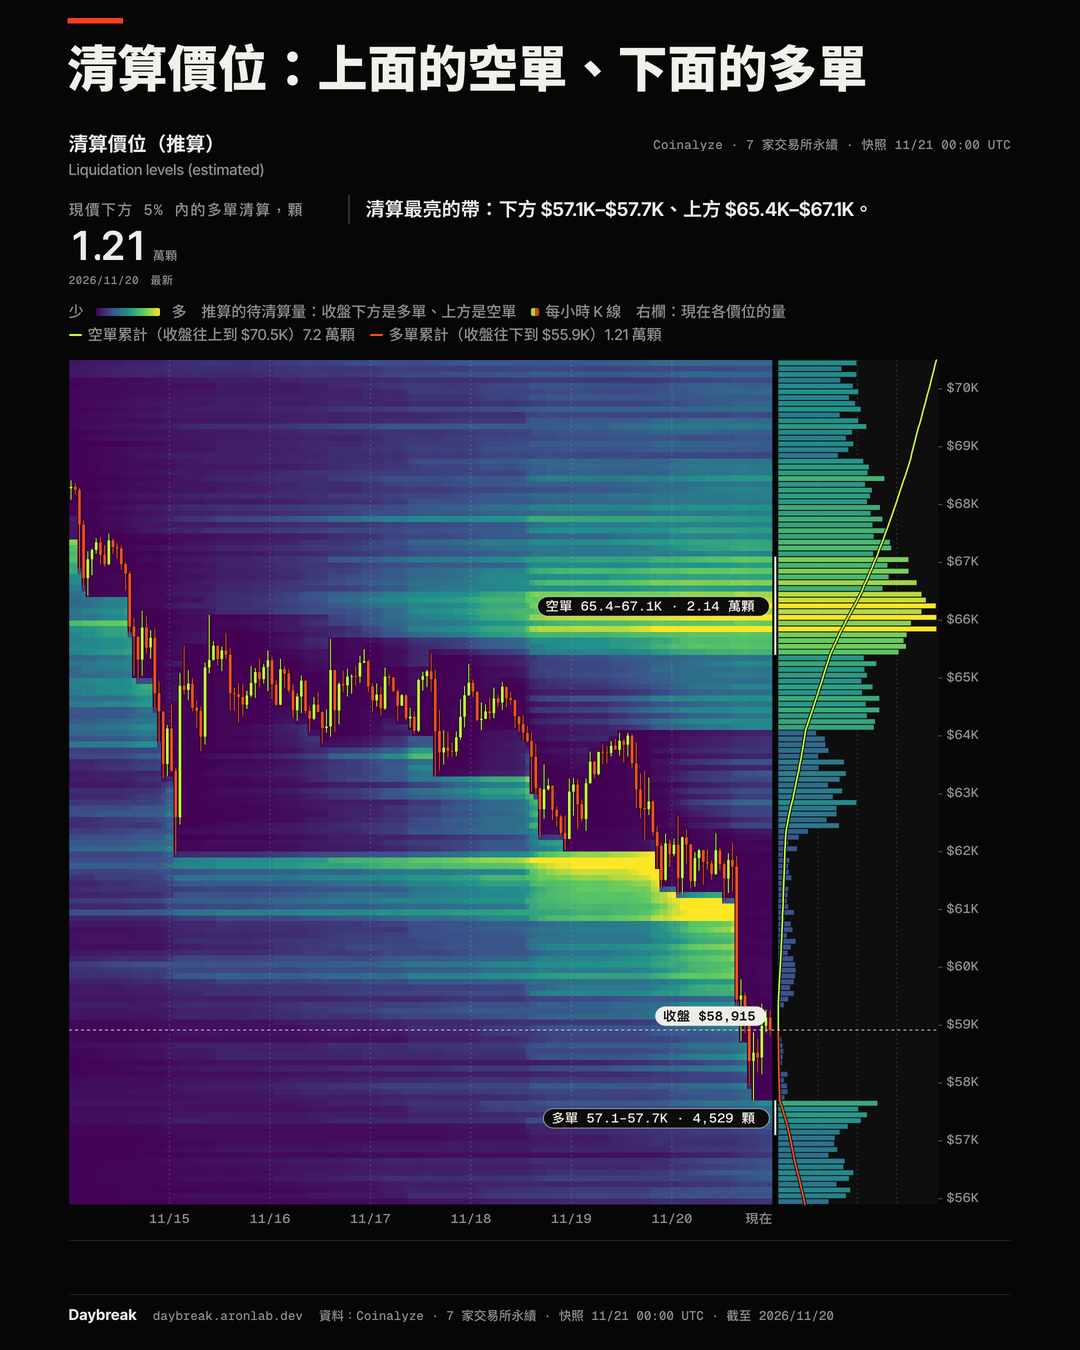 清算價位：上面的空單、下面的多單
清算價位（推算）
Coinalyze · 7 家交易所永續 · 快照 11/21 00:00 UTC
Liquidation levels (estimated)
現價下方 5% 內的多單清算，顆
清算最亮的帶：下方 $57.1K–$57.7K、上方 $65.4K–$67.1K。
1.21 萬顆
2026/11/20 最新
少 多 推算的待清算量：收盤下方是多單、上方是空單 每小時 K 線 右欄：現在各價位的量
空單累計（收盤往上到 $70.5K）7.2 萬顆 多單累計（收盤往下到 $55.9K）1.21 萬顆
$70K
$69K
$68K
$67K
空單 65.4–67.1K · 2.14 萬顆
$66K
$65K
$64K
$63K
$62K
$61K
$60K
收盤 $58,915
$59K
$58K
多單 57.1–57.7K · 4,529 顆
$57K
$56K
11/15 11/16 11/17 11/18 11/19 11/20 現在
Daybreak daybreak.aronlab.dev 資料：Coinalyze · 7 家交易所永續 · 快照 11/21 00:00 UTC · 截至 2026/11/20